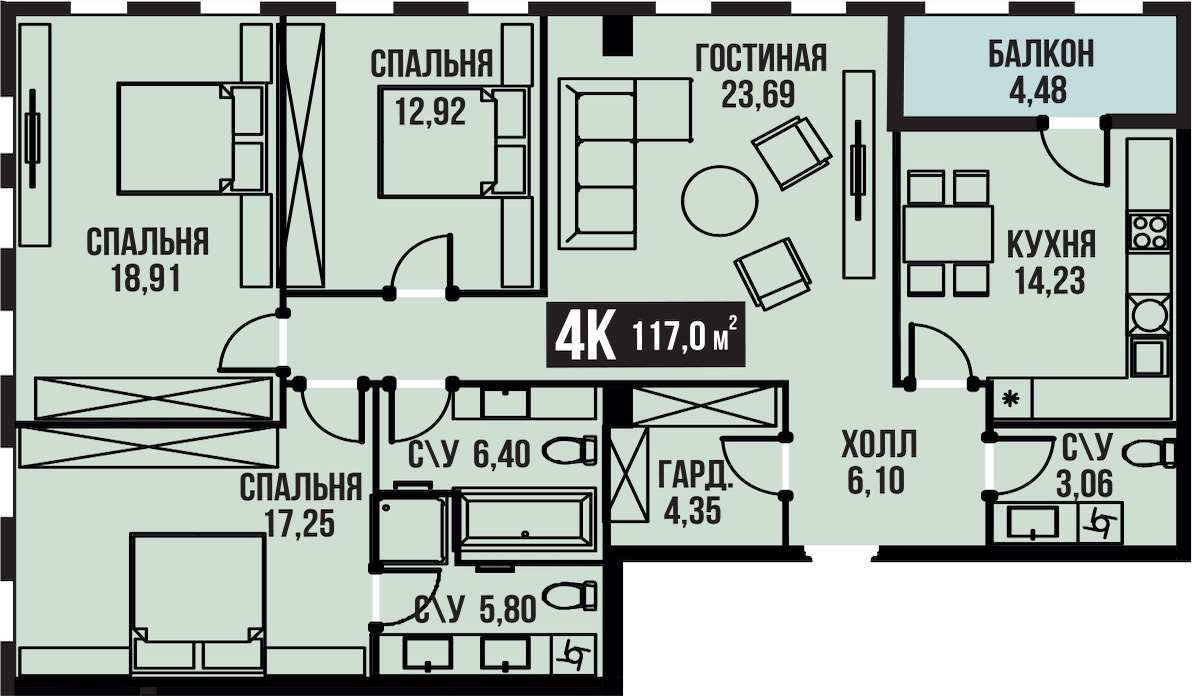 СПАЛЬНЯ
12,92
ГОСТИНАЯ
23,69
БАЛКОН
4,48
СПАЛЬНЯ
18,91
КУХНЯ
14,23
4К 117,0 м²
С\У 6,40
ГАРД.
4,35
ХОЛЛ
6,10
С\У
3,06
СПАЛЬНЯ
17,25
С\У 5,80